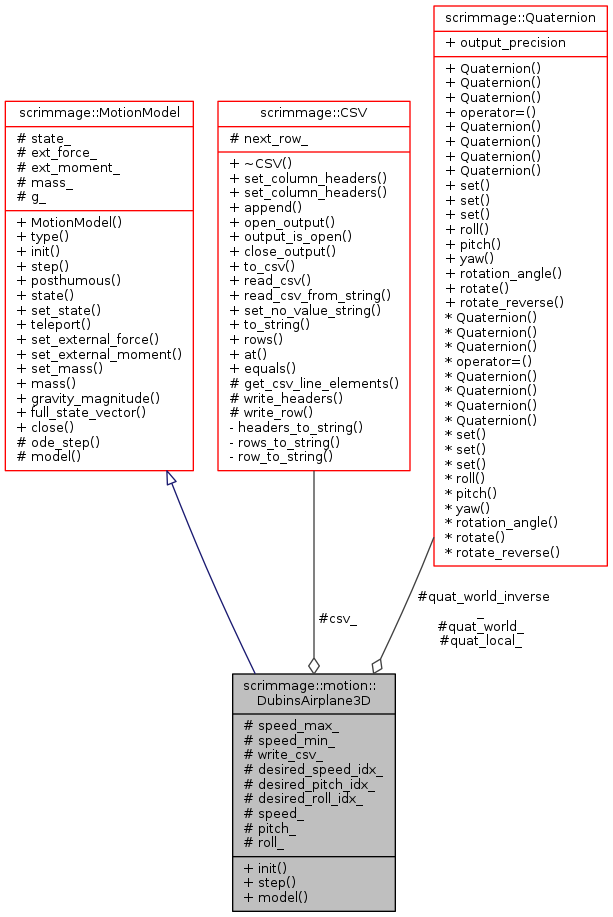 scrimmage::MotionModel
# state_
# ext_force_
# ext_moment_
# mass_
# g_
+ MotionModel()
+ type()
+ init()
+ step()
+ posthumous()
+ state()
+ set_state()
+ teleport()
+ set_external_force()
+ set_external_moment()
+ set_mass()
+ mass()
+ gravity_magnitude()
+ full_state_vector()
+ close()
# ode_step()
# model()
scrimmage::CSV
# next_row_
+ ~CSV()
+ set_column_headers()
+ set_column_headers()
+ append()
+ open_output()
+ output_is_open()
+ close_output()
+ to_csv()
+ read_csv()
+ read_csv_from_string()
+ set_no_value_string()
+ to_string()
+ rows()
+ at()
+ equals()
# get_csv_line_elements()
# write_headers()
# write_row()
- headers_to_string()
- rows_to_string()
- row_to_string()
scrimmage::Quaternion
+ output_precision
+ Quaternion()
+ Quaternion()
+ Quaternion()
+ operator=()
+ Quaternion()
+ Quaternion()
+ Quaternion()
+ Quaternion()
+ set()
+ set()
+ set()
+ roll()
+ pitch()
+ yaw()
+ rotation_angle()
+ rotate()
+ rotate_reverse()
* Quaternion()
* Quaternion()
* Quaternion()
* operator=()
* Quaternion()
* Quaternion()
* Quaternion()
* Quaternion()
* set()
* set()
* set()
* roll()
* pitch()
* yaw()
* rotation_angle()
* rotate()
* rotate_reverse()
#csv_
#quat_world_inverse
_
#quat_world_
#quat_local_
scrimmage::motion::
DubinsAirplane3D
# speed_max_
# speed_min_
# write_csv_
# desired_speed_idx_
# desired_pitch_idx_
# desired_roll_idx_
# speed_
# pitch_
# roll_
+ init()
+ step()
+ model()